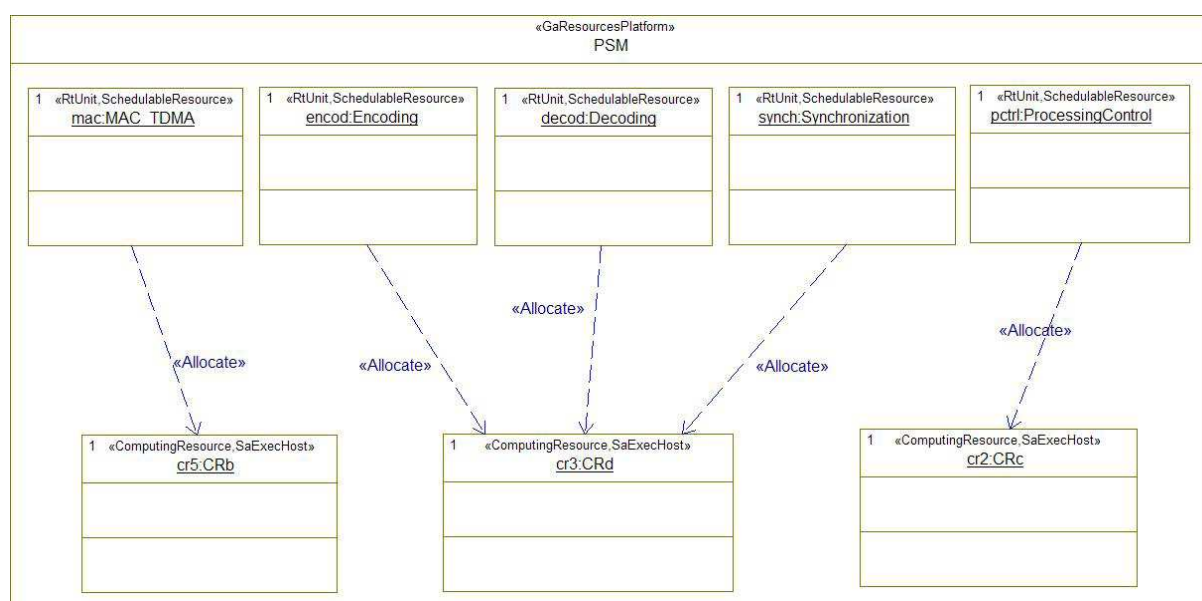 «GaResourcesPlatform»
PSM
1 «RtUnit,SchedulableResource»
mac:MAC_TDMA
1 «RtUnit,SchedulableResource»
encod:Encoding
1 «RtUnit,SchedulableResource»
decod:Decoding
1 «RtUnit,SchedulableResource»
synch:Synchronization
1 «RtUnit,SchedulableResource»
pctrl:ProcessingControl
«Allocate»
«Allocate»
«Allocate»
«Allocate»
«Allocate»
1 «ComputingResource,SaExecHost»
cr5:CRb
1 «ComputingResource,SaExecHost»
cr3:CRd
1 «ComputingResource,SaExecHost»
cr2:CRc